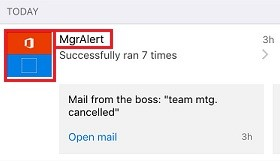 TODAY
MgrAlert 3h
Successfully ran 7 times
Mail from the boss: "team mtg.
cancelled"
Open mail 3h